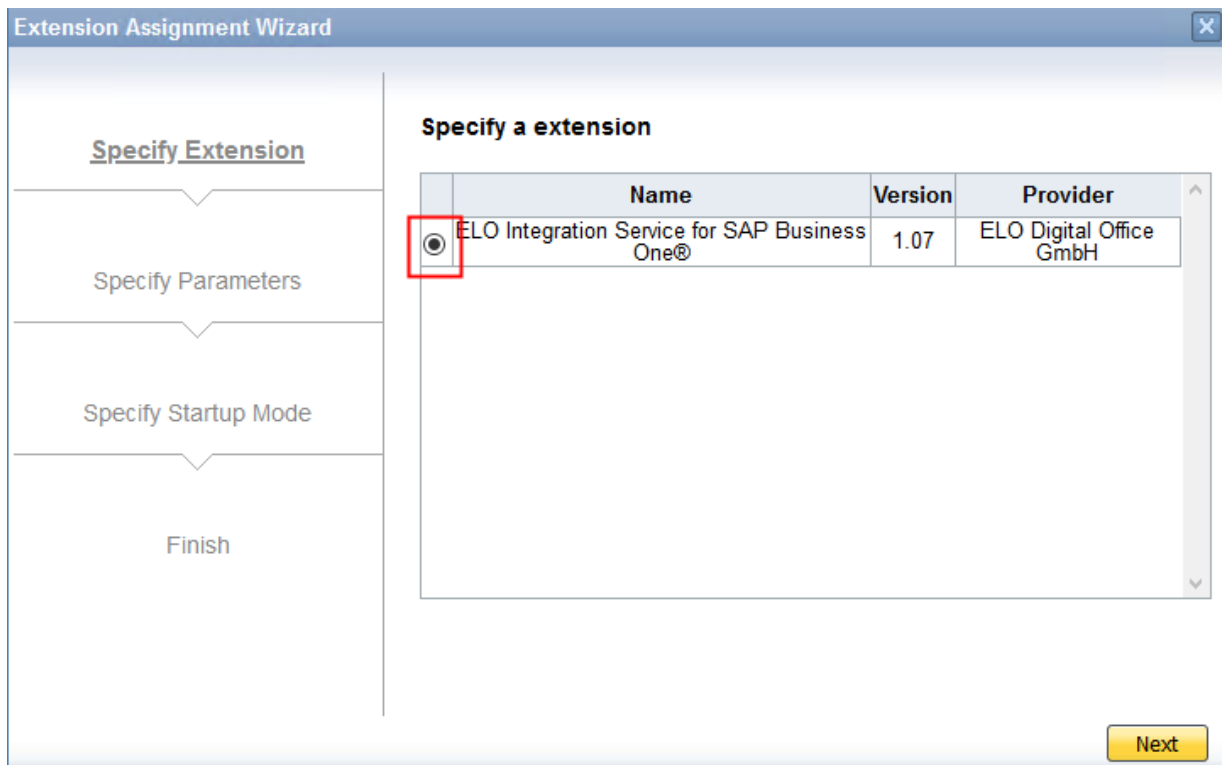 Extension Assignment Wizard
Specify Extension
Specify Parameters
Specify Startup Mode
Finish
Specify a extension
Name Version Provider
ELO Integration Service for SAP Business
One®
1.07
ELO Digital Office
GmbH
Next